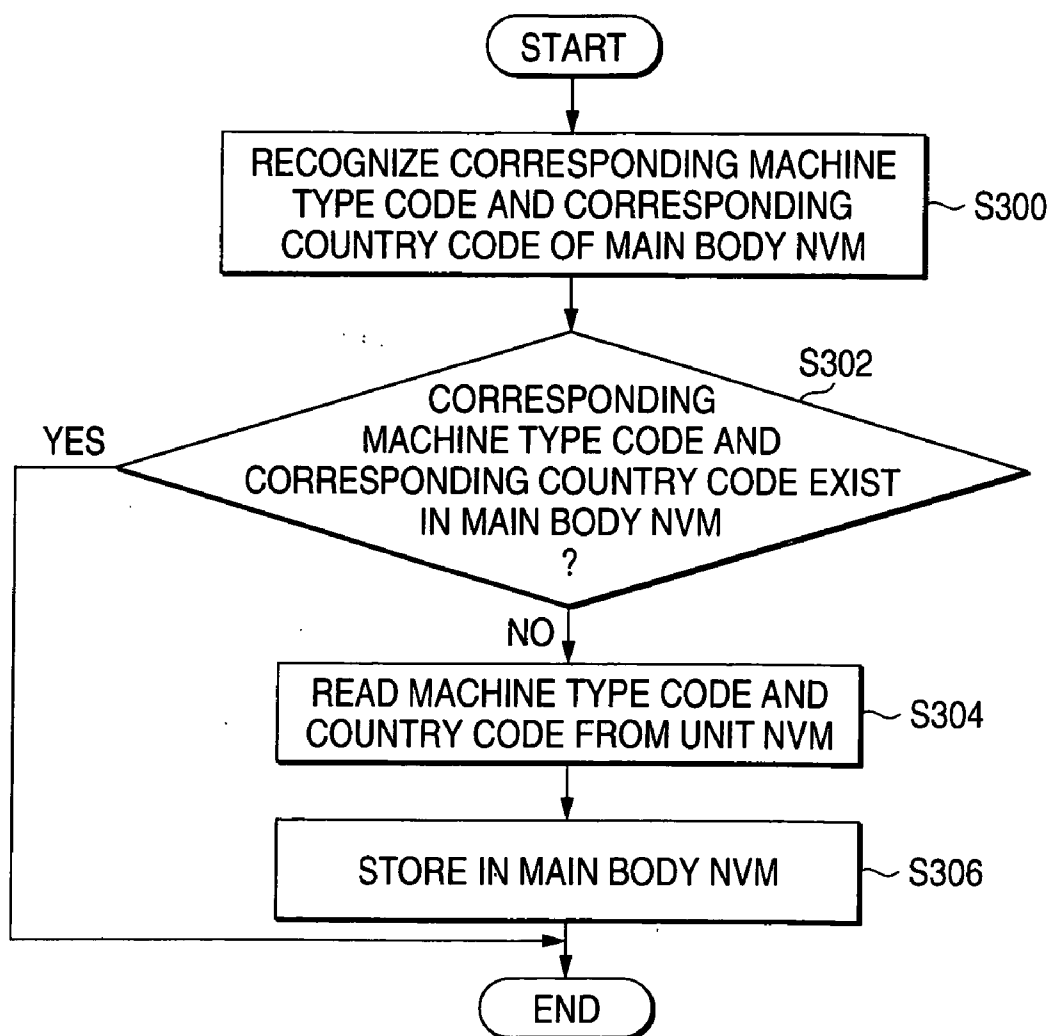 START
RECOGNIZE CORRESPONDING MACHINE
TYPE CODE AND CORRESPONDING
COUNTRY CODE OF MAIN BODY NVM
S300
S302
CORRESPONDING
MACHINE TYPE CODE AND
CORRESPONDING COUNTRY CODE EXIST
IN MAIN BODY NVM
?
YES
NO
READ MACHINE TYPE CODE AND
COUNTRY CODE FROM UNIT NVM
S304
STORE IN MAIN BODY NVM
S306
END